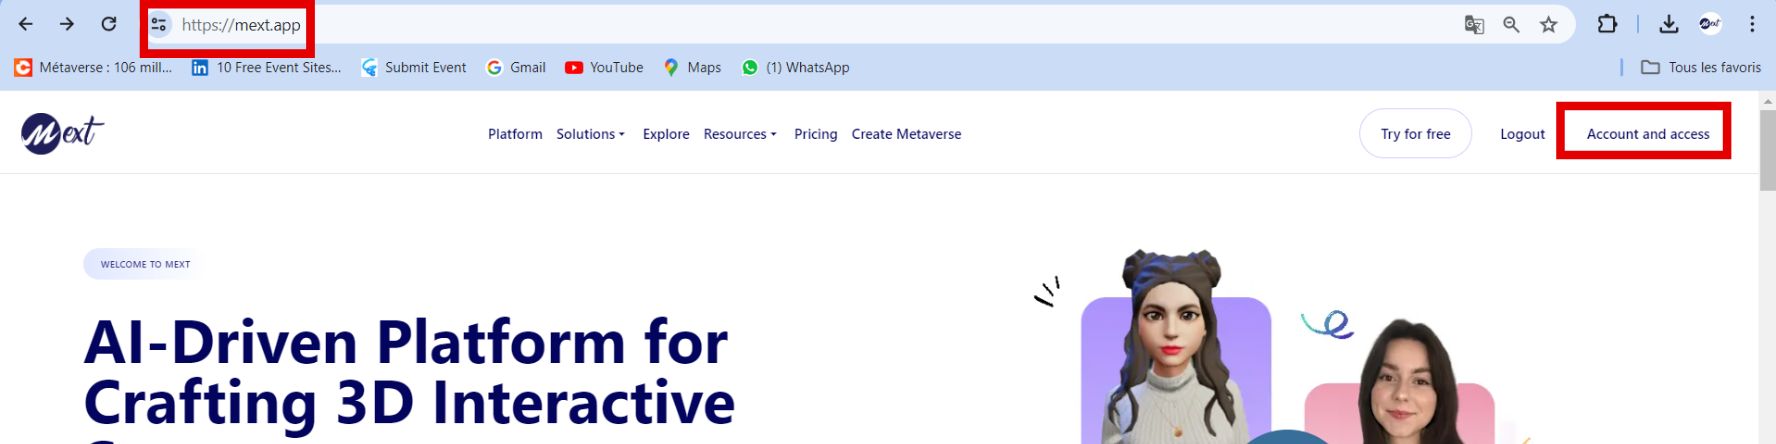 https://mext.app
Métaverse : 106 mill... 10 Free Event Sites... Submit Event Gmail YouTube Maps (1) WhatsApp Tous les favoris
Mext Platform Solutions Explore Resources Pricing Create Metaverse Try for free Logout Account and access
WELCOME TO MEXT
AI-Driven Platform for
Crafting 3D Interactive